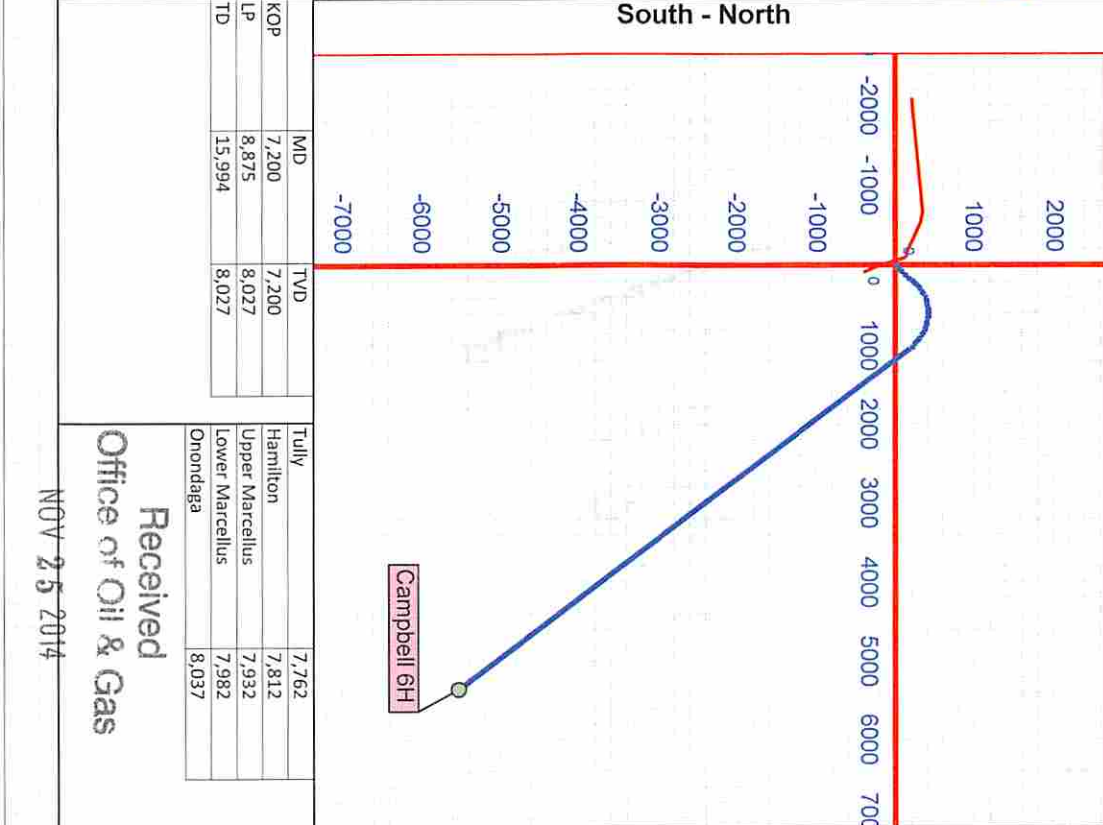 South - North
-2000 -1000 0 1000 2000 3000 4000 5000 6000
2000
1000
0
-1000
-2000
-3000
-4000
-5000
-6000
-7000
Campbell 6H
MD TVD
KOP 7,200 7,200
LP 8,875 8,027
TD 15,994 8,027
Tully 7,762
Hamilton 7,812
Upper Marcellus 7,932
Lower Marcellus 7,982
Onondaga 8,037
Received
Office of Oil & Gas
NOV 25 2014